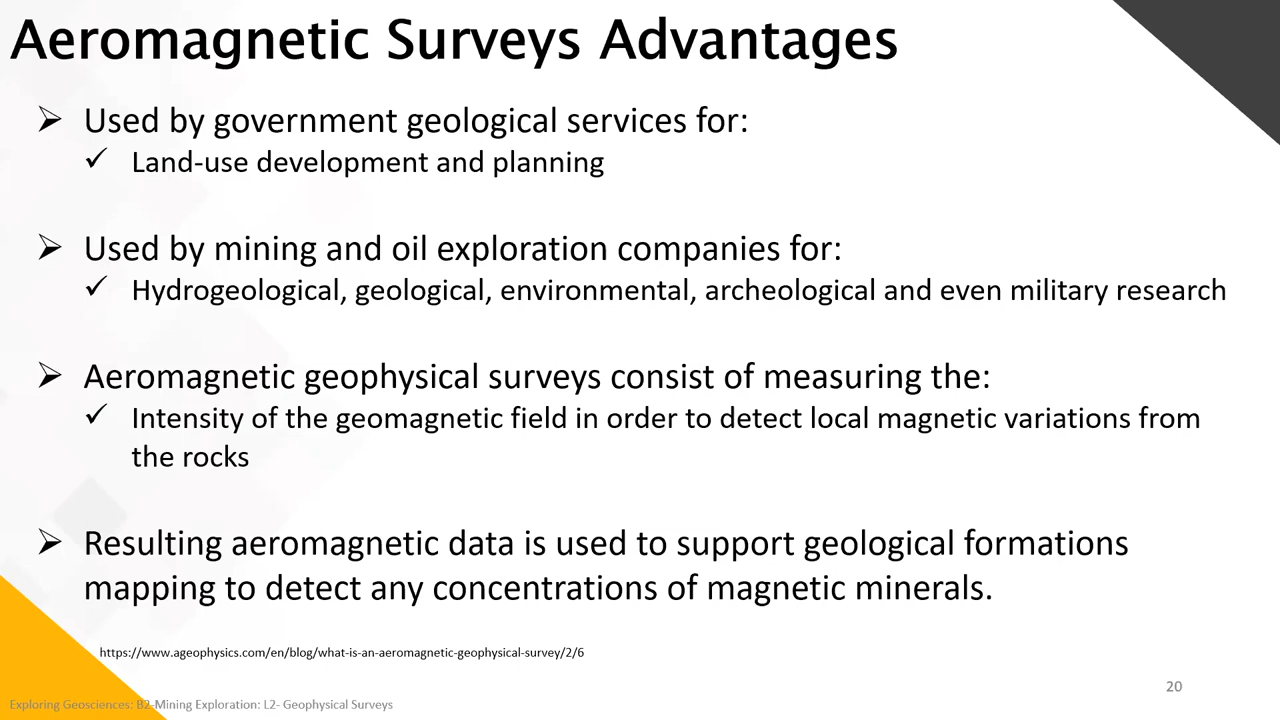 Aeromagnetic Surveys Advantages
Used by government geological services for:
Land-use development and planning
Used by mining and oil exploration companies for:
Hydrogeological, geological, environmental, archeological and even military research
Aeromagnetic geophysical surveys consist of measuring the:
Intensity of the geomagnetic field in order to detect local magnetic variations from
the rocks
Resulting aeromagnetic data is used to support geological formations
mapping to detect any concentrations of magnetic minerals.
https://www.ageophysics.com/en/blog/what-is-an-aeromagnetic-geophysical-survey/2/6
20
Exploring Geosciences: B2-Mining Exploration: L2- Geophysical Surveys